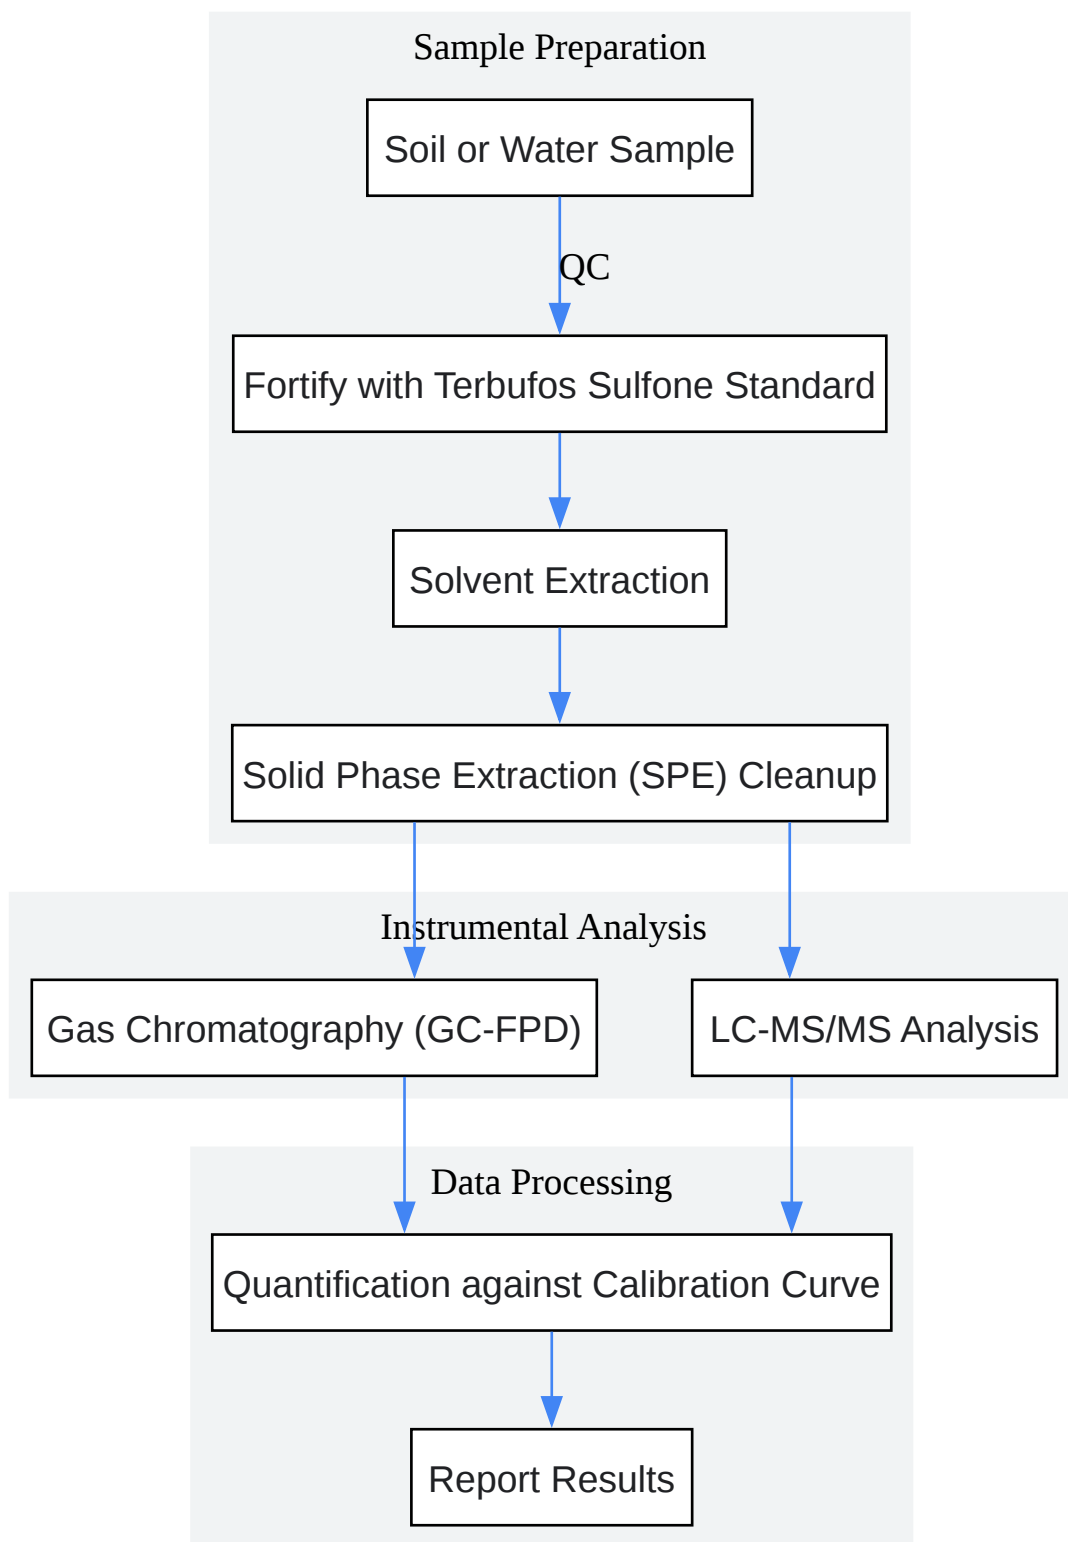 Sample Preparation
Soil or Water Sample
QC
Fortify with Terbufos Sulfone Standard
Solvent Extraction
Solid Phase Extraction (SPE) Cleanup
Instrumental Analysis
Gas Chromatography (GC-FPD)
LC-MS/MS Analysis
Data Processing
Quantification against Calibration Curve
Report Results